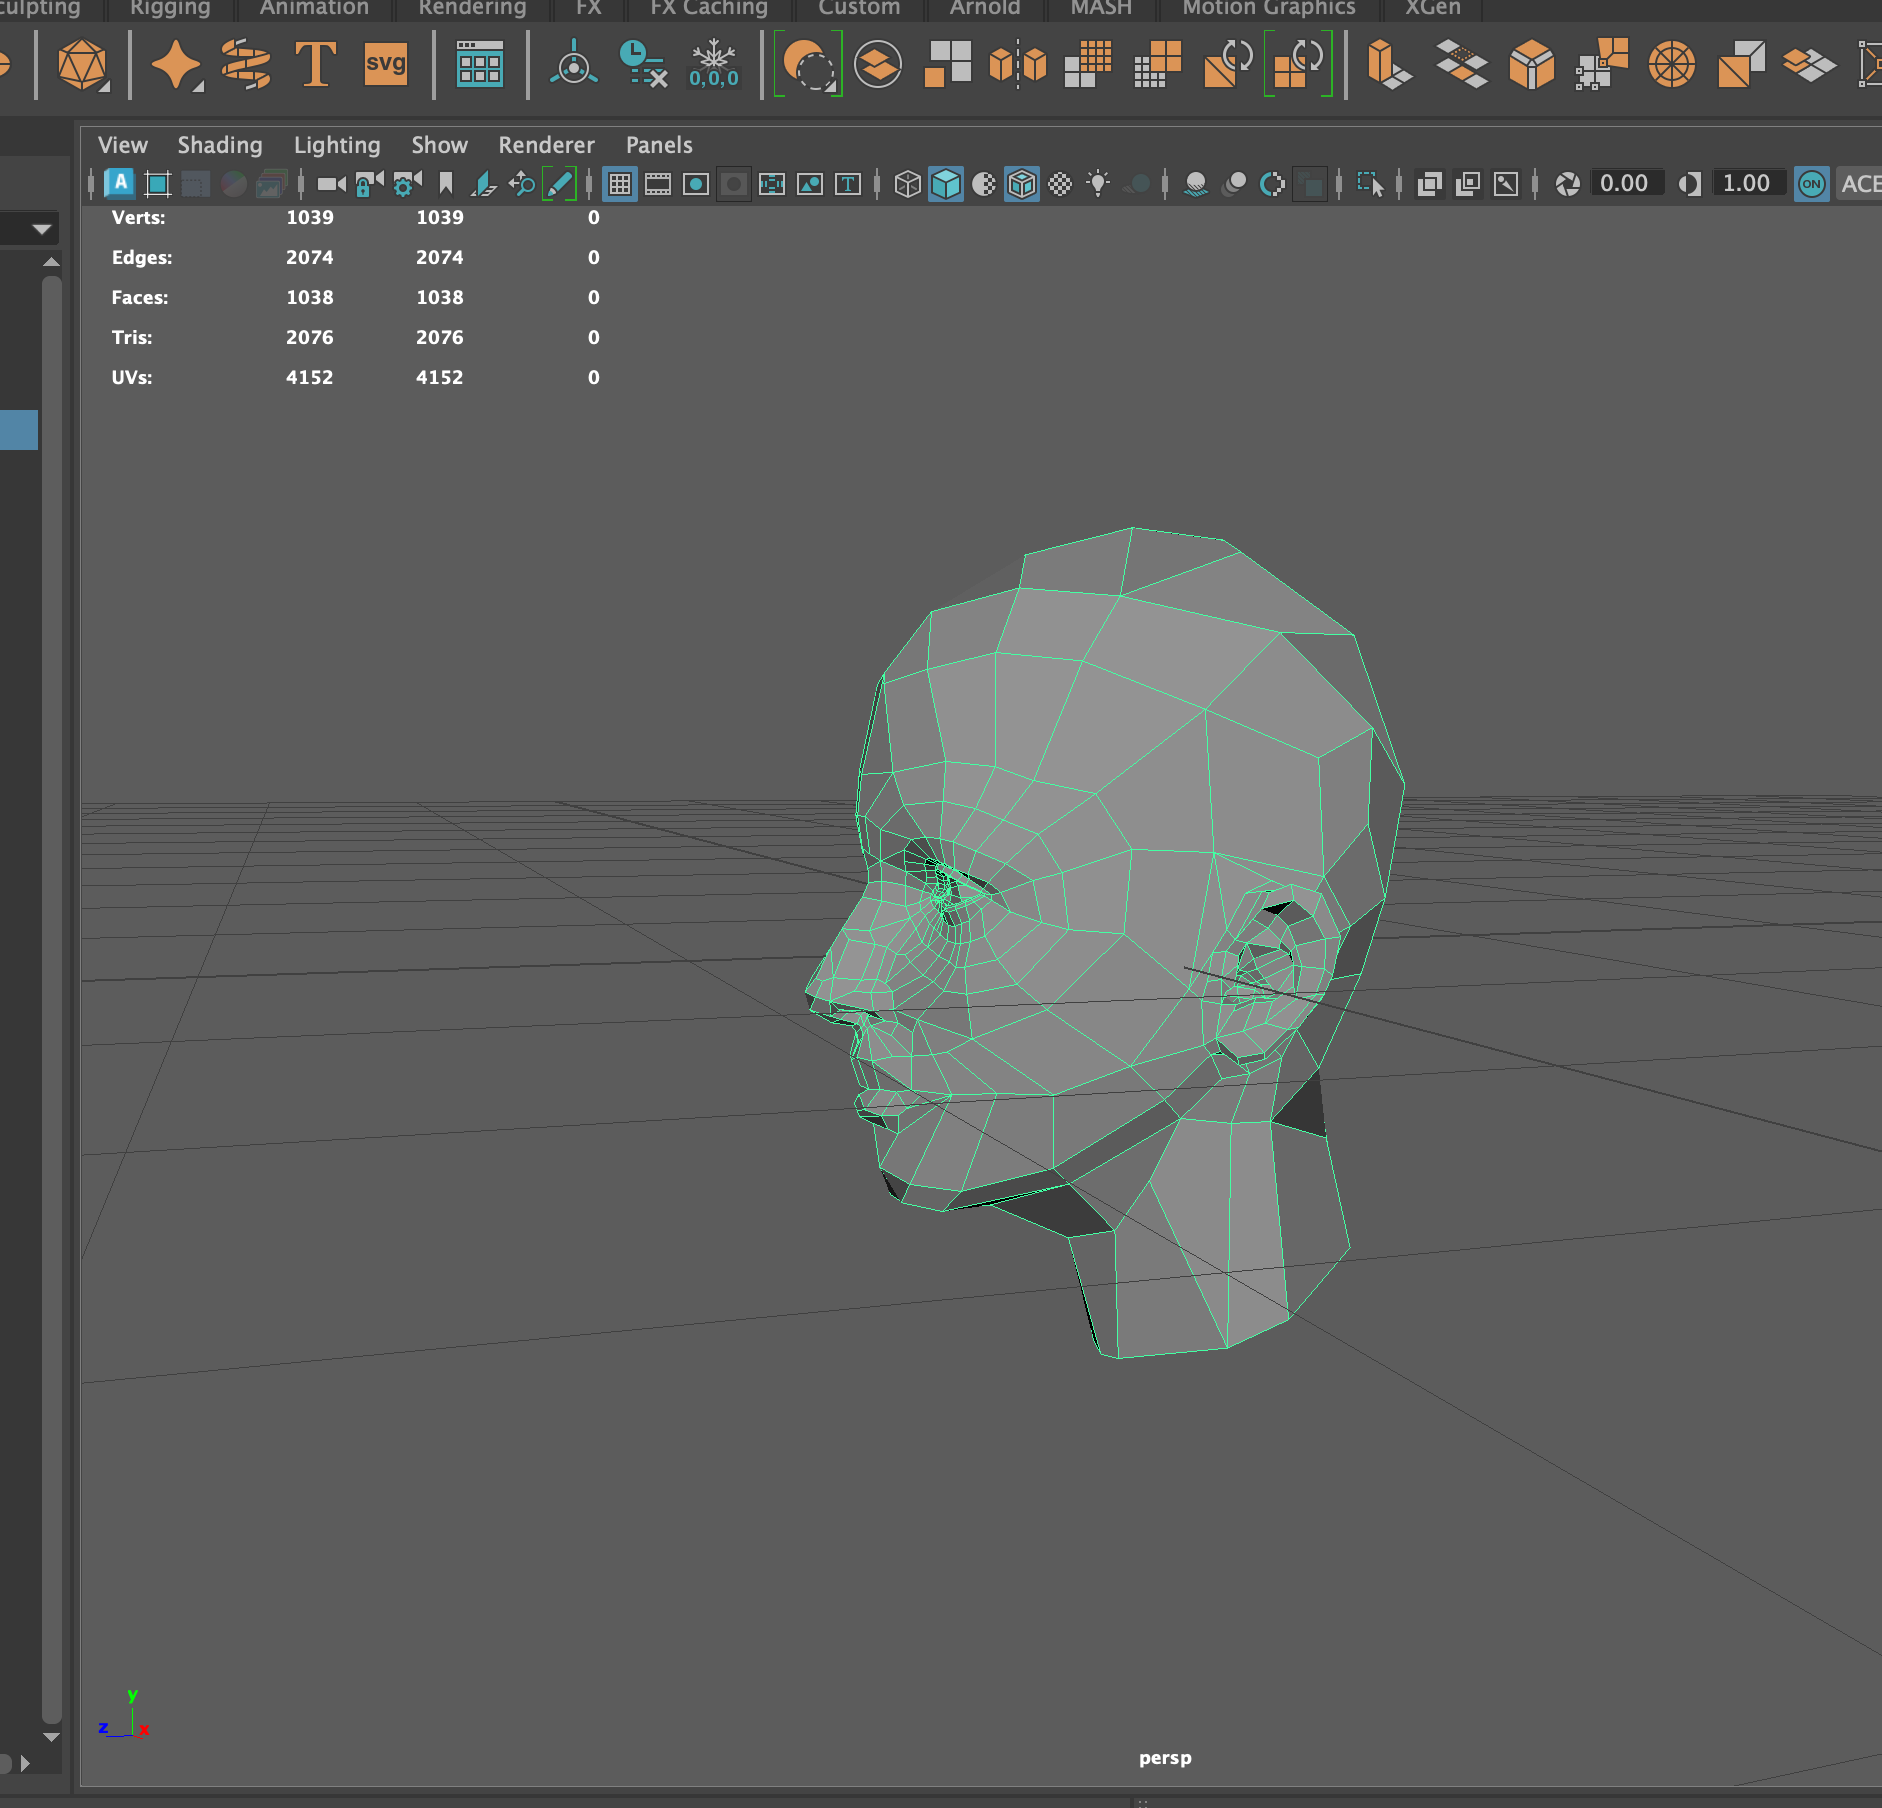 culpting Rigging Animation Rendering FX FX Caching Custom Arnold MASH Motion Graphics XGen
T svg 0,0,0
View Shading Lighting Show Renderer Panels
A T 0.00 1.00 ON ACE
Verts: 1039 1039 0
Edges: 2074 2074 0
Faces: 1038 1038 0
Tris: 2076 2076 0
UVs: 4152 4152 0
y
z x
persp